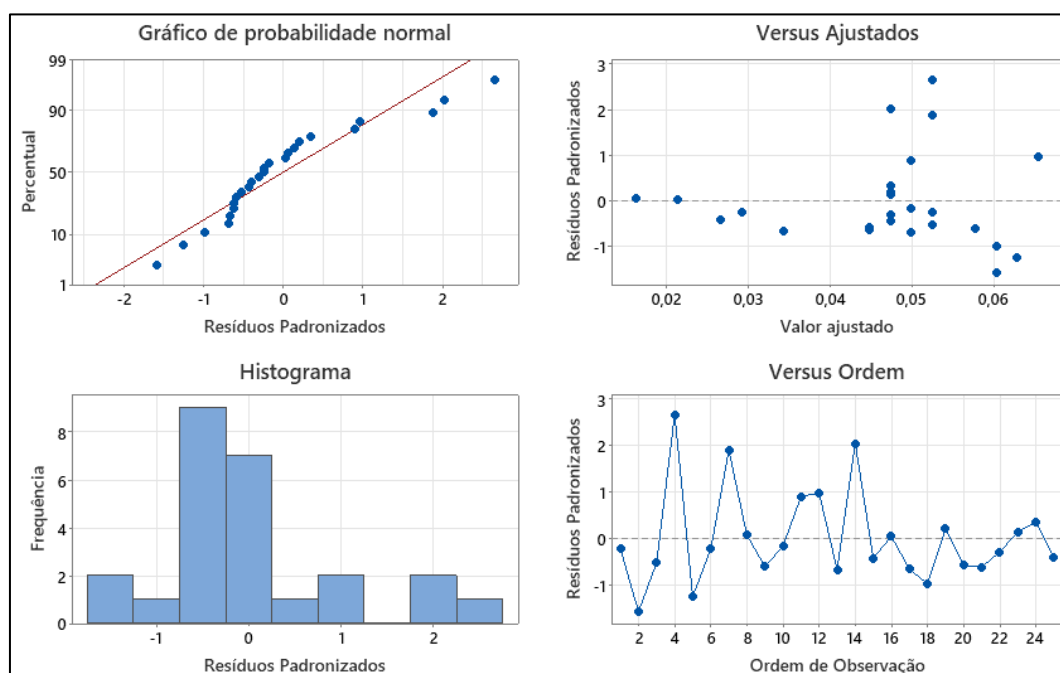 Gráfico de probabilidade normal
99
90
50
10
1
Percentual
-2 -1 0 1 2
Resíduos Padronizados
Versus Ajustados
3
2
1
0
-1
Resíduos Padronizados
0,02 0,03 0,04 0,05 0,06
Valor ajustado
Histograma
8
6
4
2
0
Frequência
-1 0 1 2
Resíduos Padronizados
Versus Ordem
3
2
1
0
-1
Resíduos Padronizados
2 4 6 8 10 12 14 16 18 20 22 24
Ordem de Observação